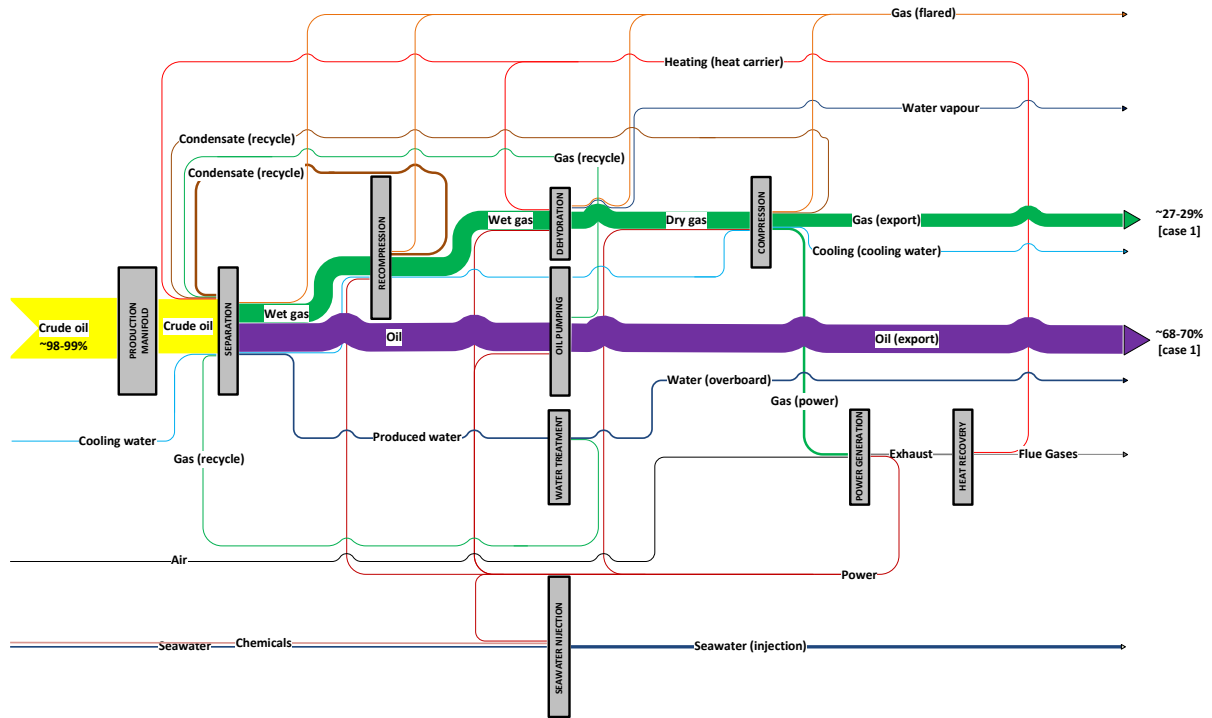 Gas (flared)
Heating (heat carrier)
Water vapour
Condensate (recycle)
Gas (recycle)
Condensate (recycle)
RECOMPRESSION
Wet gas
DEHYDRATION
Dry gas
COMPRESSION
Gas (export)
~27-29%
[case 1]
Cooling (cooling water)
Crude oil
~98-99%
PRODUCTION
MANIFOLD
Crude oil
SEPARATION
Wet gas
Oil
OIL PUMPING
Oil (export)
~68-70%
[case 1]
Water (overboard)
Gas (power)
Cooling water
Produced water
Gas (recycle)
WATER TREATMENT
POWER GENERATION
Exhaust
HEAT RECOVERY
Flue Gases
Air
Power
SEAWATER NIJECTION
Chemicals
Seawater
Seawater (injection)